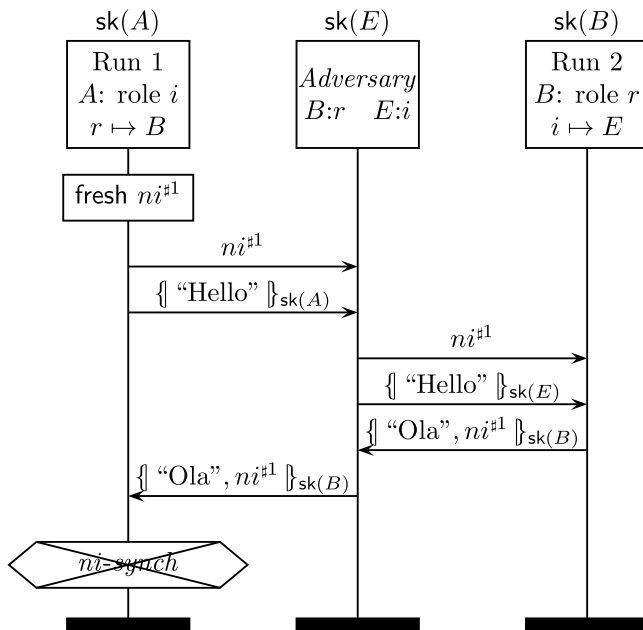 sk(A) sk(E) sk(B)
Run 1
A: role i
r ↦ B
Adversary
B:r E:i
Run 2
B: role r
i ↦ E
fresh ni♯1
ni♯1
{| "Hello" |}sk(A)
ni♯1
{| "Hello" |}sk(E)
{| "Ola", ni♯1 |}sk(B)
{| "Ola", ni♯1 |}sk(B)
ni-synch